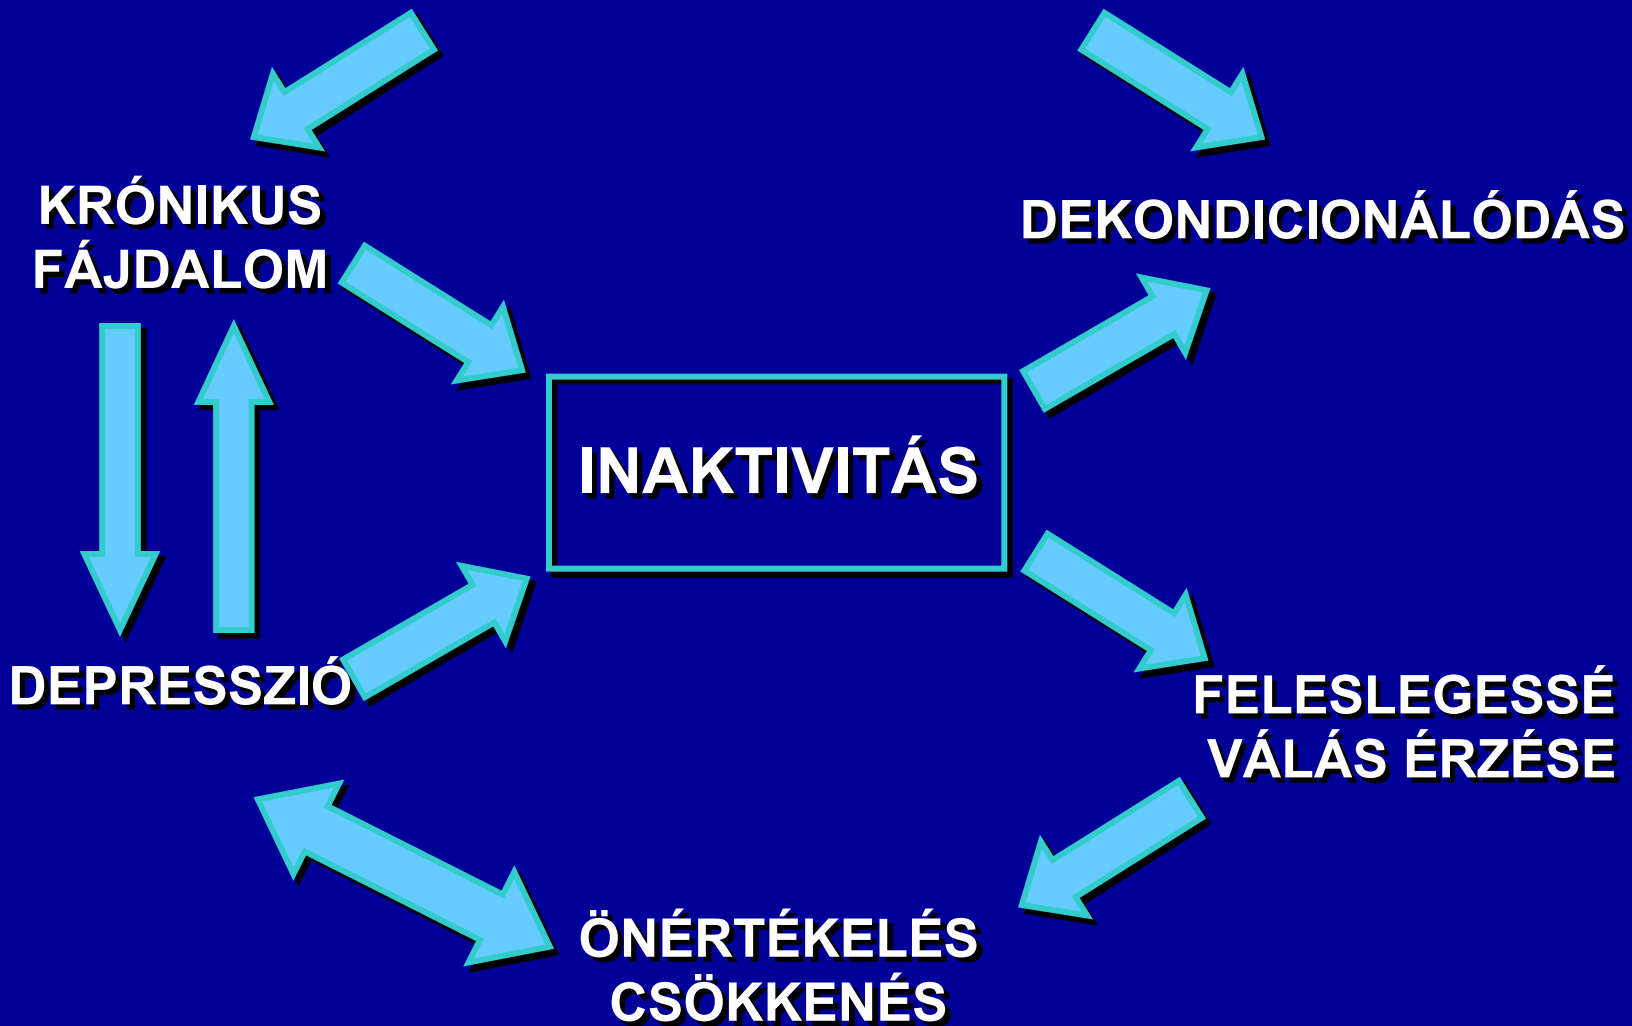 KRÓNIKUS
FÁJDALOM
DEKONDICIONÁLÓDÁS
INAKTIVITÁS
DEPRESSZIÓ
FELESLEGESSÉ
VÁLÁS ÉRZÉSE
ÖNÉRTÉKELÉS
CSÖKKENÉS